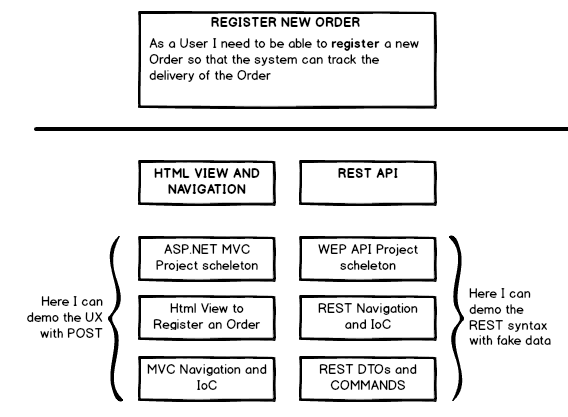 REGISTER NEW ORDER
As a User I need to be able to register a new
Order so that the system can track the
delivery of the Order
HTML VIEW AND
NAVIGATION
REST API
ASP.NET MVC
Project scheleton
WEP API Project
scheleton
Here I can
demo the UX
with POST
Html View to
Register an Order
REST Navigation
and IoC
Here I can
demo the
REST syntax
with fake data
MVC Navigation and
IoC
REST DTOs and
COMMANDS